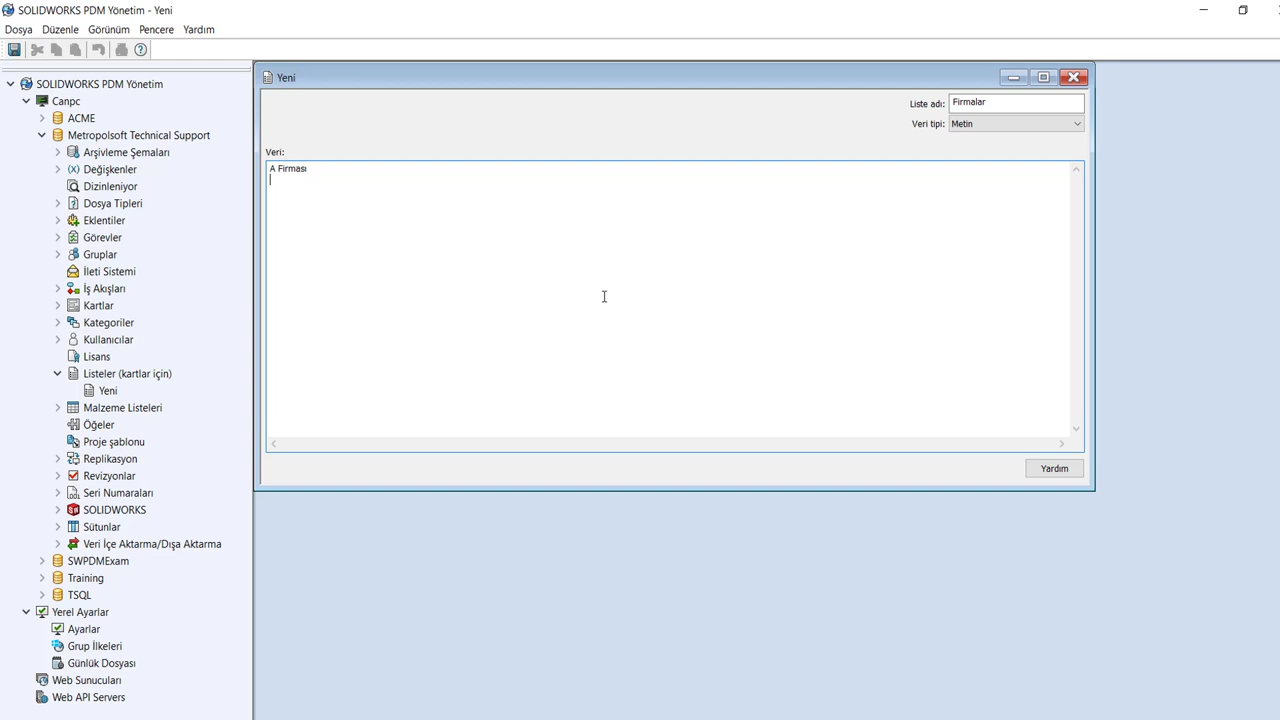 SOLIDWORKS PDM Yönetim - Yeni
Dosya Düzenle Görünüm Pencere Yardım
SOLIDWORKS PDM Yönetim
Canpc
ACME
Metropolsoft Technical Support
Arşivleme Şemaları
Değişkenler
Dizinleniyor
Dosya Tipleri
Eklentiler
Görevler
Gruplar
İleti Sistemi
İş Akışları
Kartlar
Kategoriler
Kullanıcılar
Lisans
Listeler (kartlar için)
Yeni
Malzeme Listeleri
Öğeler
Proje şablonu
Replikasyon
Revizyonlar
Seri Numaraları
SOLIDWORKS
Sütunlar
Veri İçe Aktarma/Dışa Aktarma
SWPDMExam
Training
TSQL
Yerel Ayarlar
Ayarlar
Grup İlkeleri
Günlük Dosyası
Web Sunucuları
Web API Servers
Yeni
Liste adı: Firmalar
Veri tipi: Metin
Veri:
A Firması
Yardım